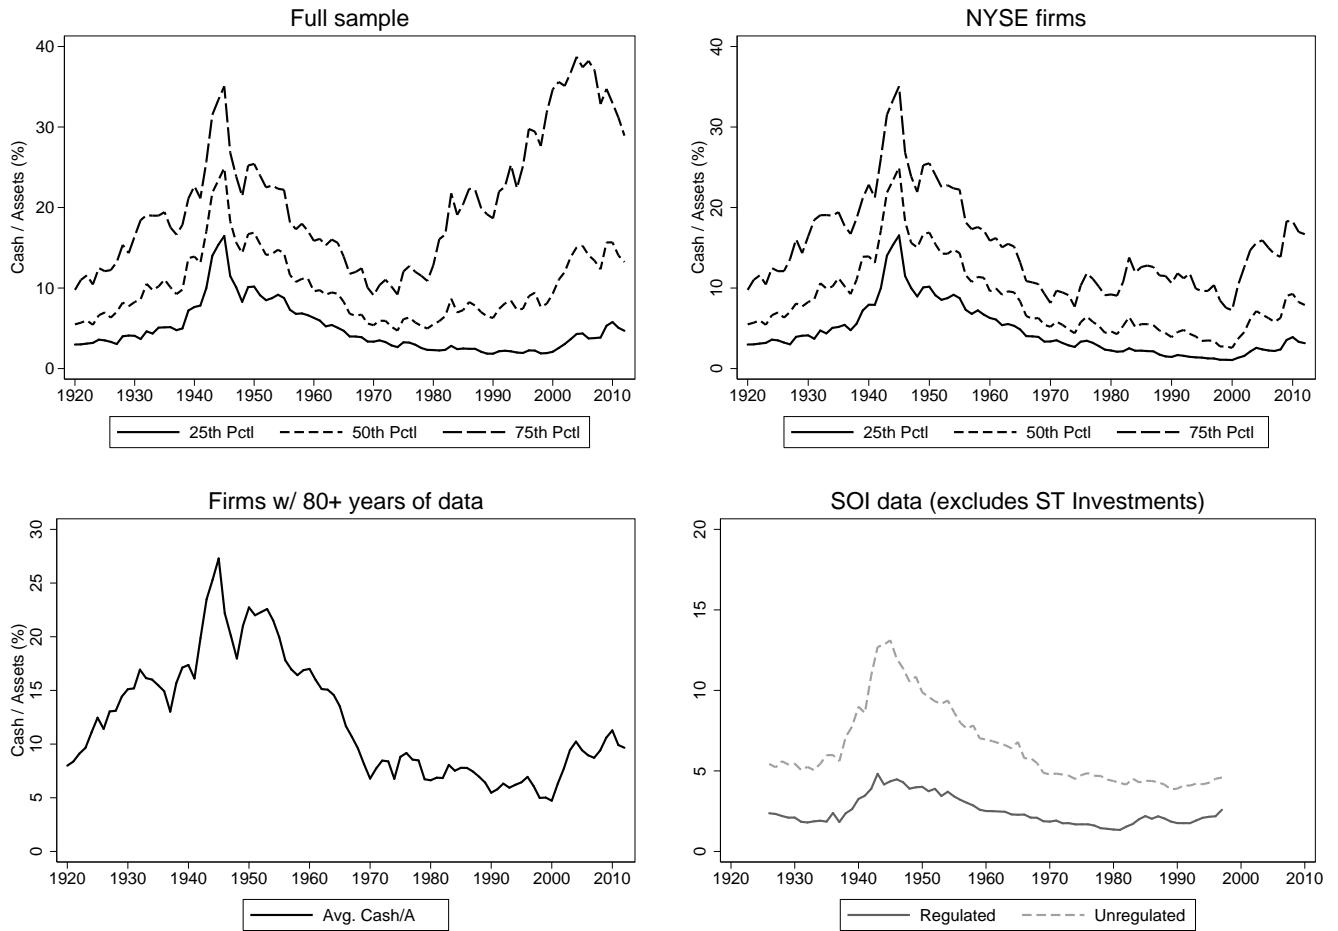 Full sample
Cash / Assets (%)
40
30
20
10
0
1920 1930 1940 1950 1960 1970 1980 1990 2000 2010
25th Pctl 50th Pctl 75th Pctl
NYSE firms
Cash / Assets (%)
40
30
20
10
0
1920 1930 1940 1950 1960 1970 1980 1990 2000 2010
25th Pctl 50th Pctl 75th Pctl
Firms w/ 80+ years of data
Cash / Assets (%)
30
25
20
15
10
5
0
1920 1930 1940 1950 1960 1970 1980 1990 2000 2010
Avg. Cash/A
SOI data (excludes ST Investments)
20
15
10
5
0
1920 1930 1940 1950 1960 1970 1980 1990 2000 2010
Regulated Unregulated